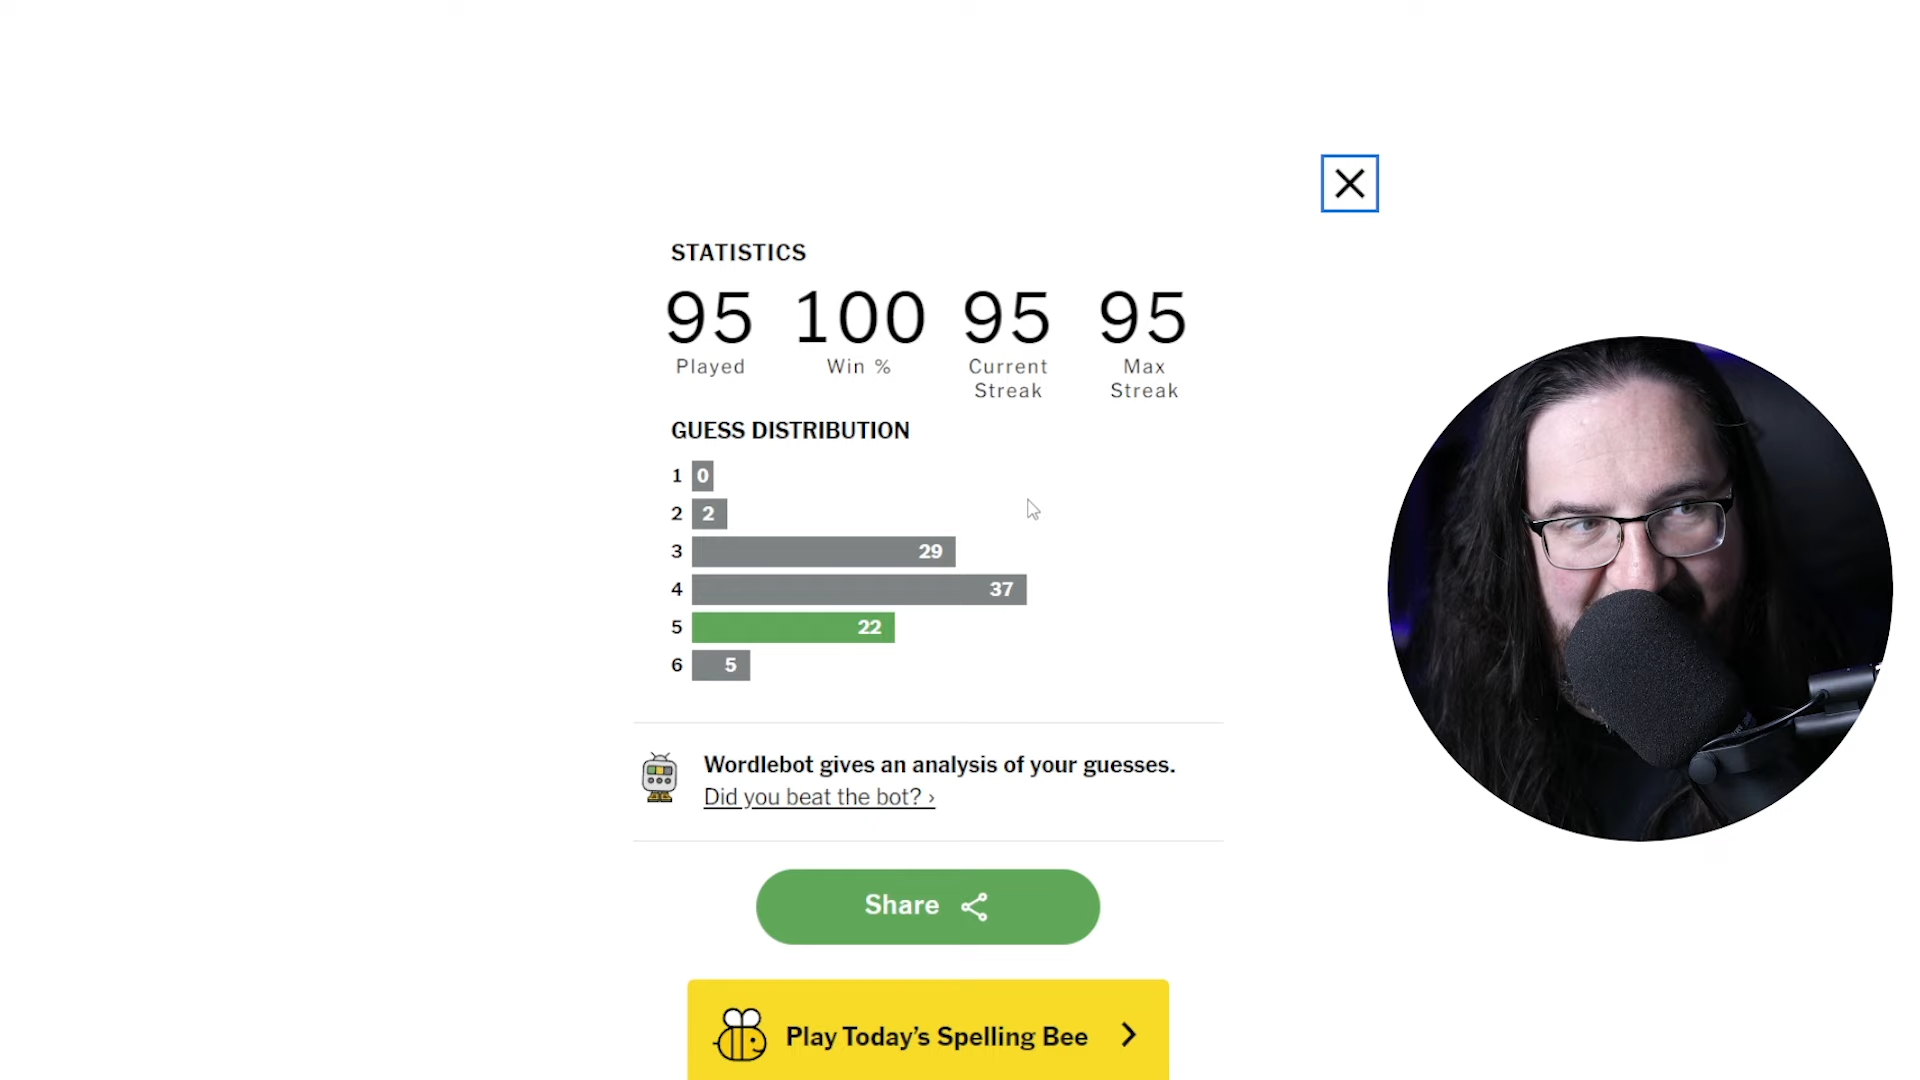 STATISTICS
95 100 95 95
Played Win % Current Streak Max Streak
GUESS DISTRIBUTION
1 0
2 2
3 29
4 37
5 22
6 5
Wordlebot gives an analysis of your guesses.
Did you beat the bot? ›
Share
Play Today’s Spelling Bee